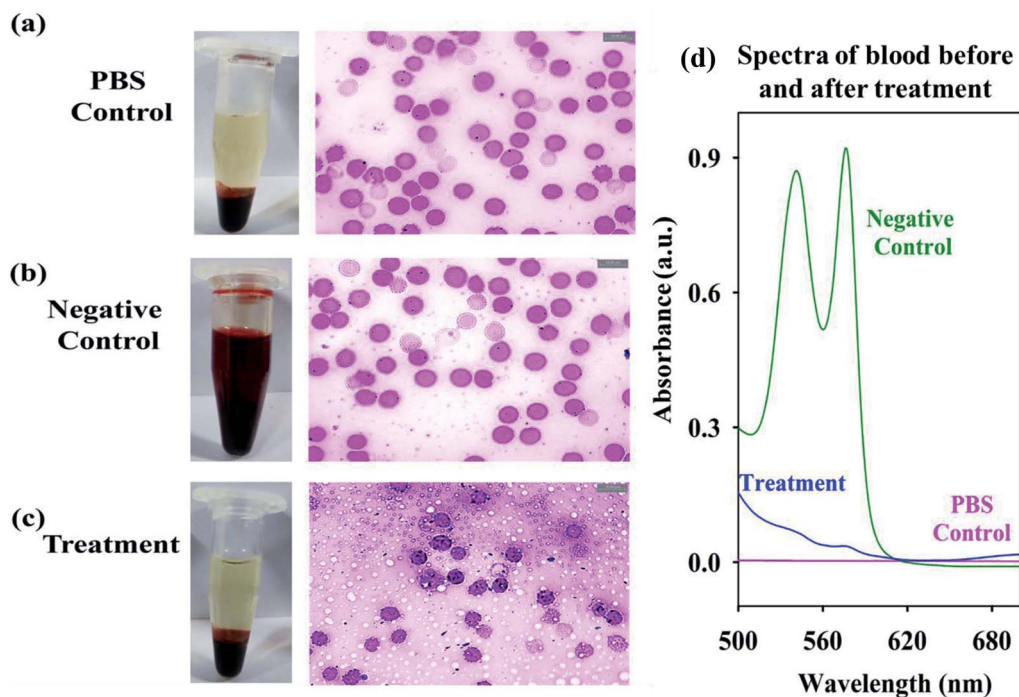 (a)
PBS
Control
(b)
Negative
Control
(c)
Treatment
(d) Spectra of blood before
and after treatment
Absorbance (a.u.)
0.9
0.6
0.3
0.0
Negative
Control
Treatment
PBS
Control
500 560 620 680
Wavelength (nm)